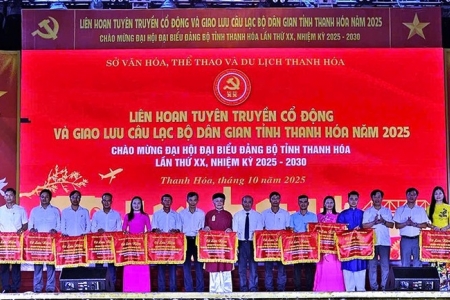 LIÊN HOAN TUYÊN TRUYỀN CỔ ĐỘNG VÀ GIAO LƯU CÂU LẠC BỘ DÂN GIAN TỈNH THANH HÓA NĂM 2025
CHÀO MỪNG ĐẠI HỘI ĐẠI BIỂU ĐẢNG BỘ TỈNH THANH HÓA LẦN THỨ XX, NHIỆM KỲ 2025 - 2030
SỞ VĂN HÓA, THỂ THAO VÀ DU LỊCH THANH HÓA
LIÊN HOAN TUYÊN TRUYỀN CỔ ĐỘNG
VÀ GIAO LƯU CÂU LẠC BỘ DÂN GIAN TỈNH THANH HÓA NĂM 2025
CHÀO MỪNG ĐẠI HỘI ĐẠI BIỂU ĐẢNG BỘ TỈNH THANH HÓA
LẦN THỨ XX, NHIỆM KỲ 2025 - 2030
Thanh Hóa, tháng 10 năm 2025